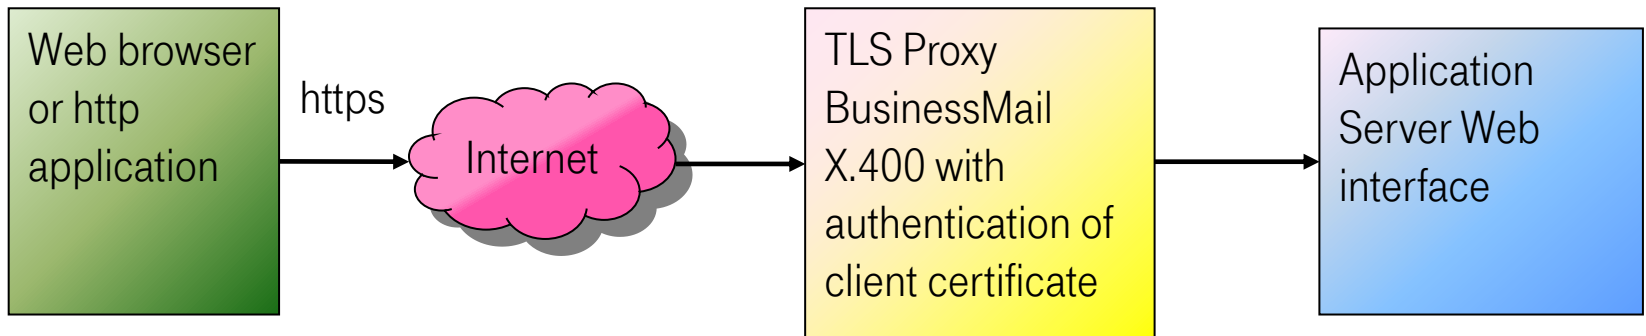 Web browser
or http
application
https
Internet
TLS Proxy
BusinessMail
X.400 with
authentication of
client certificate
Application
Server Web
interface